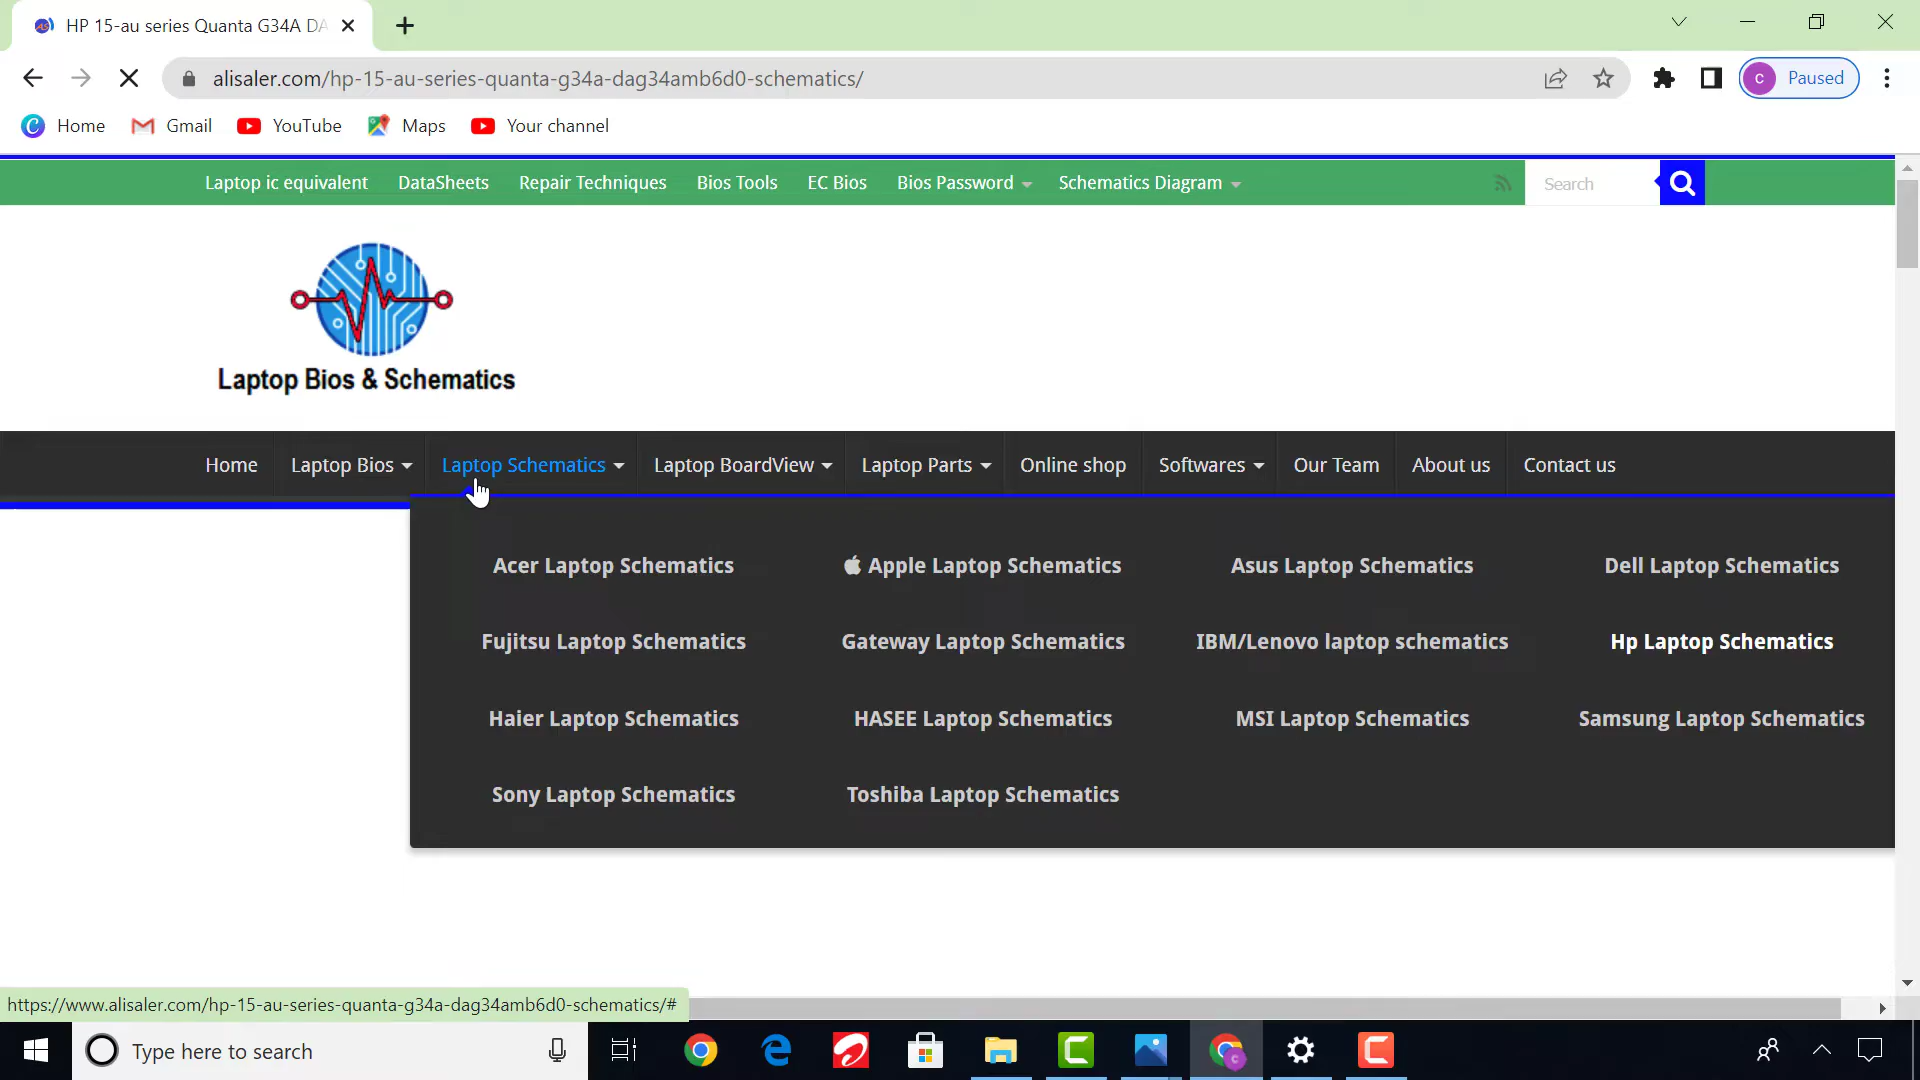 HP 15-au series Quanta G34A DA
alisaler.com/hp-15-au-series-quanta-g34a-dag34amb6d0-schematics/
c Paused
Home Gmail YouTube Maps Your channel
Laptop ic equivalent DataSheets Repair Techniques Bios Tools EC Bios Bios Password Schematics Diagram Search
Laptop Bios & Schematics
Home Laptop Bios Laptop Schematics Laptop BoardView Laptop Parts Online shop Softwares Our Team About us Contact us
Acer Laptop Schematics Apple Laptop Schematics Asus Laptop Schematics Dell Laptop Schematics
Fujitsu Laptop Schematics Gateway Laptop Schematics IBM/Lenovo laptop schematics Hp Laptop Schematics
Haier Laptop Schematics HASEE Laptop Schematics MSI Laptop Schematics Samsung Laptop Schematics
Sony Laptop Schematics Toshiba Laptop Schematics
https://www.alisaler.com/hp-15-au-series-quanta-g34a-dag34amb6d0-schematics/#
Type here to search